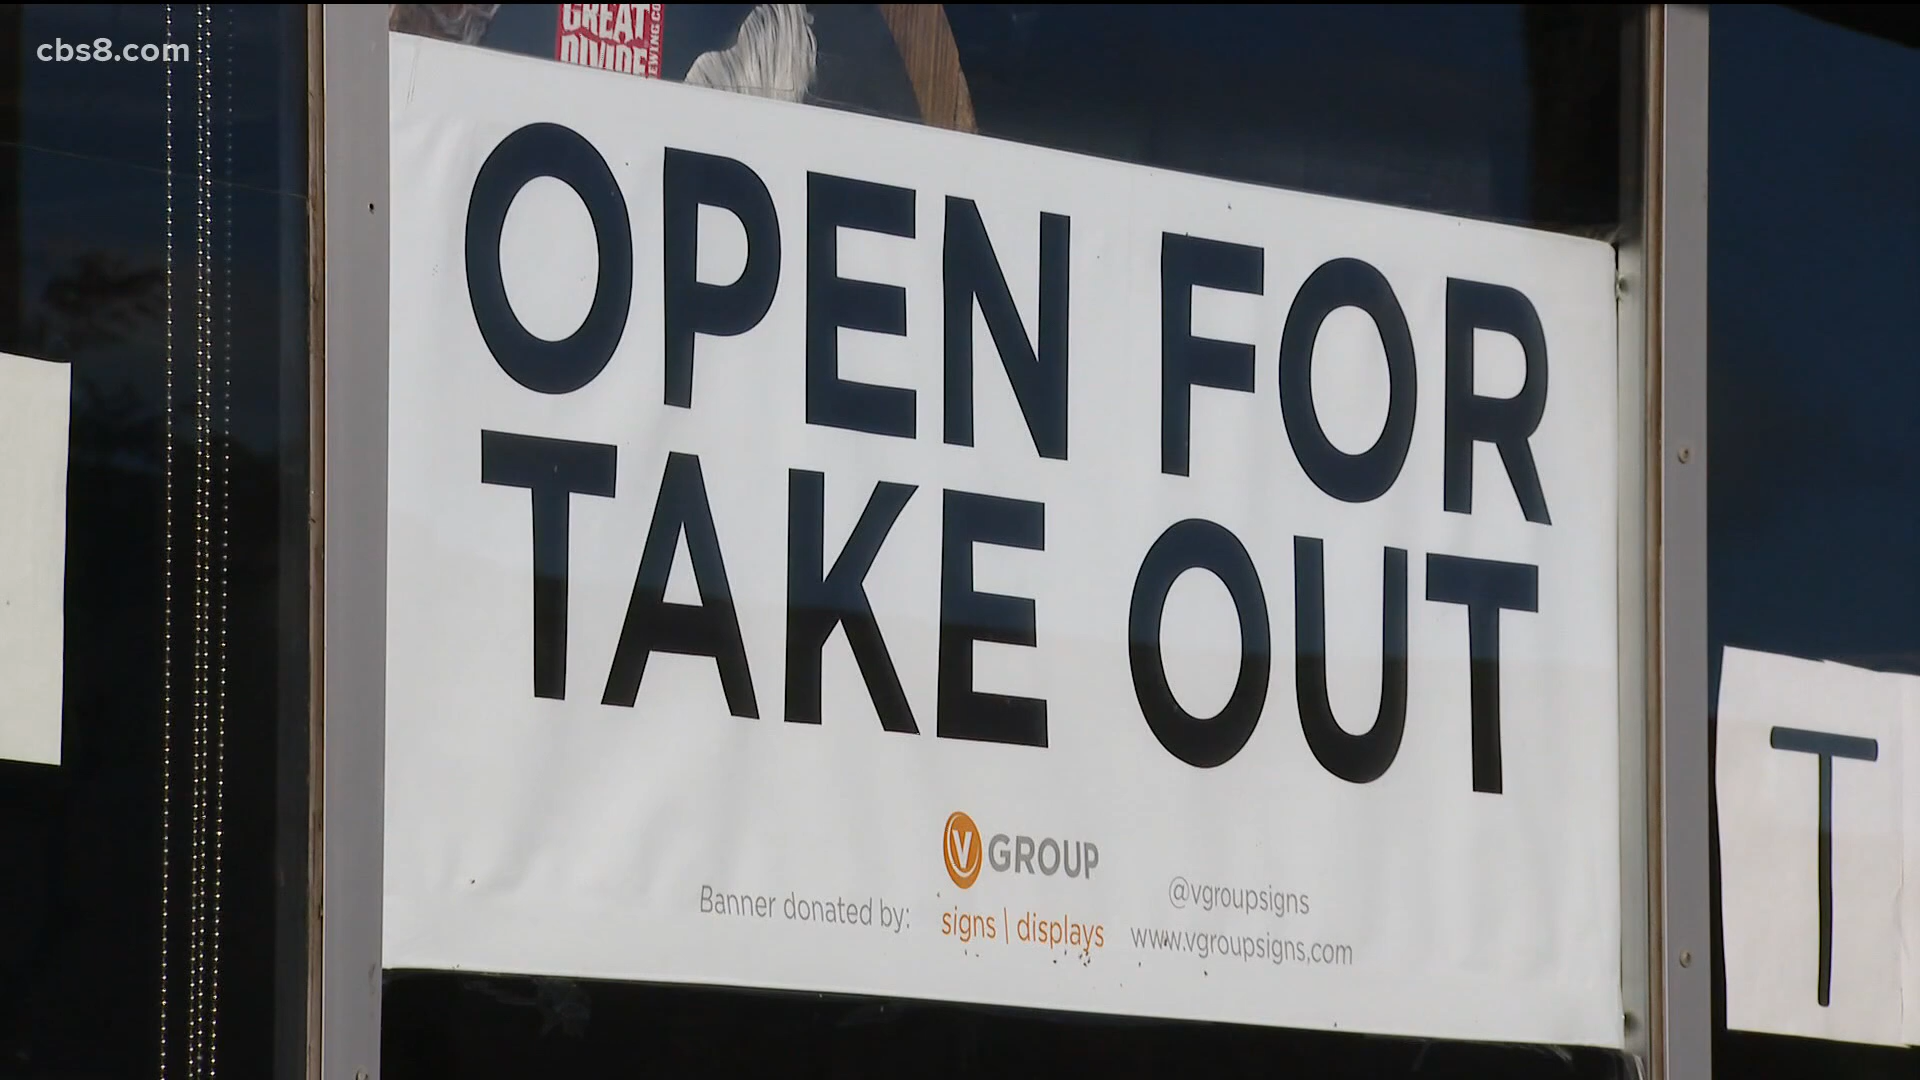 cbs8.com
GREAT
DIVIDE
OPEN FOR
TAKE OUT
V GROUP
Banner donated by: signs | displays
@vgroupsigns
www.vgroupsigns.com
T